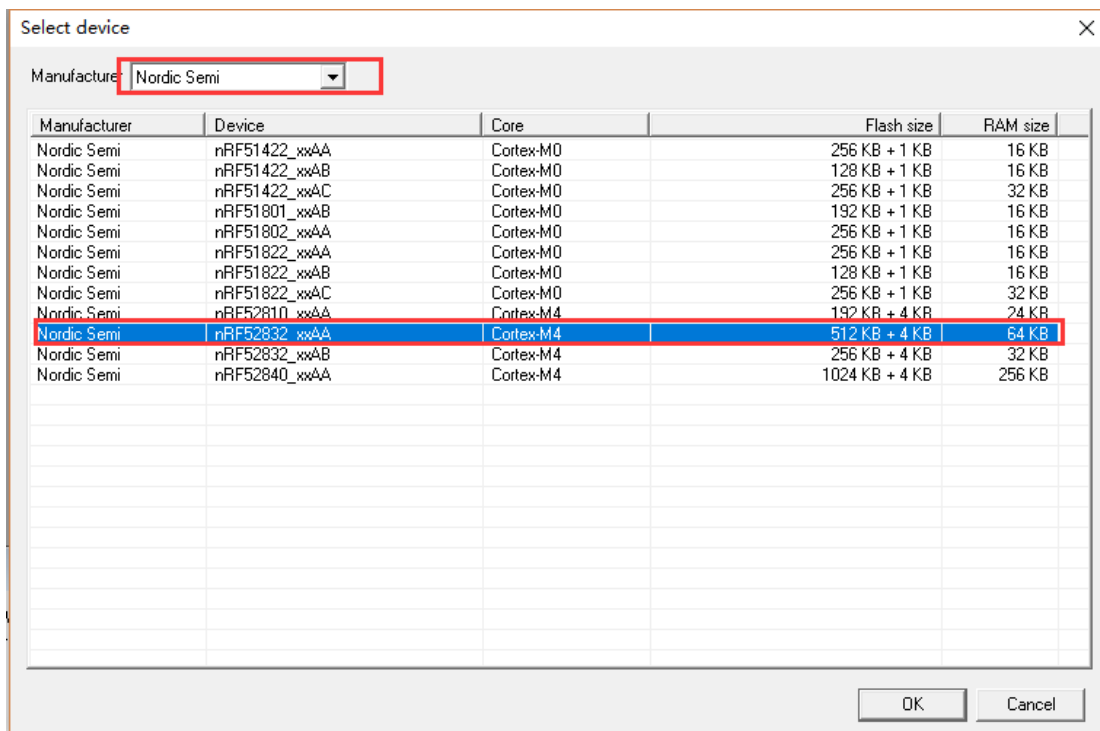 Select device
Manufacturer Nordic Semi
Manufacturer Device Core Flash size RAM size
Nordic Semi nRF51422_xxAA Cortex-M0 256 KB + 1 KB 16 KB
Nordic Semi nRF51422_xxAB Cortex-M0 128 KB + 1 KB 16 KB
Nordic Semi nRF51422_xxAC Cortex-M0 256 KB + 1 KB 32 KB
Nordic Semi nRF51801_xxAB Cortex-M0 192 KB + 1 KB 16 KB
Nordic Semi nRF51802_xxAA Cortex-M0 256 KB + 1 KB 16 KB
Nordic Semi nRF51822_xxAA Cortex-M0 256 KB + 1 KB 16 KB
Nordic Semi nRF51822_xxAB Cortex-M0 128 KB + 1 KB 16 KB
Nordic Semi nRF51822_xxAC Cortex-M0 256 KB + 1 KB 32 KB
Nordic Semi nRF52810_xxAA Cortex-M4 192 KB + 4 KB 24 KB
Nordic Semi nRF52832_xxAA Cortex-M4 512 KB + 4 KB 64 KB
Nordic Semi nRF52832_xxAB Cortex-M4 256 KB + 4 KB 32 KB
Nordic Semi nRF52840_xxAA Cortex-M4 1024 KB + 4 KB 256 KB
OK Cancel